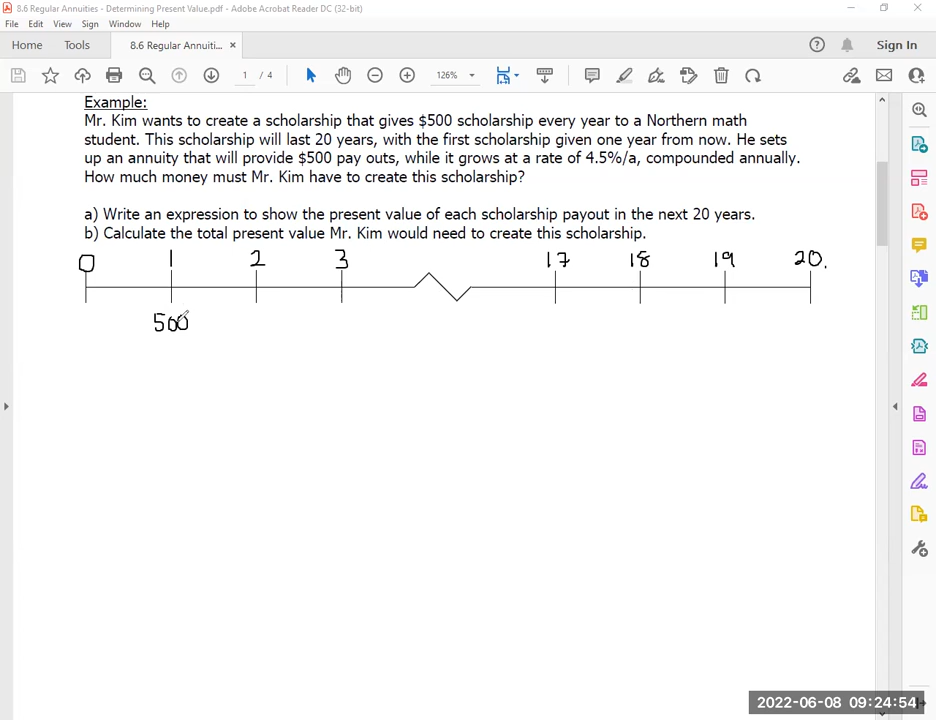 8.6 Regular Annuities - Determining Present Value.pdf - Adobe Acrobat Reader DC (32-bit)
File Edit View Sign Window Help
Home Tools 8.6 Regular Annuiti... × Sign In
1 / 4 126%
Example:
Mr. Kim wants to create a scholarship that gives $500 scholarship every year to a Northern math
student. This scholarship will last 20 years, with the first scholarship given one year from now. He sets
up an annuity that will provide $500 pay outs, while it grows at a rate of 4.5%/a, compounded annually.
How much money must Mr. Kim have to create this scholarship?
a) Write an expression to show the present value of each scholarship payout in the next 20 years.
b) Calculate the total present value Mr. Kim would need to create this scholarship.
0 1 2 3 17 18 19 20.
500
2022-06-08 09:24:54